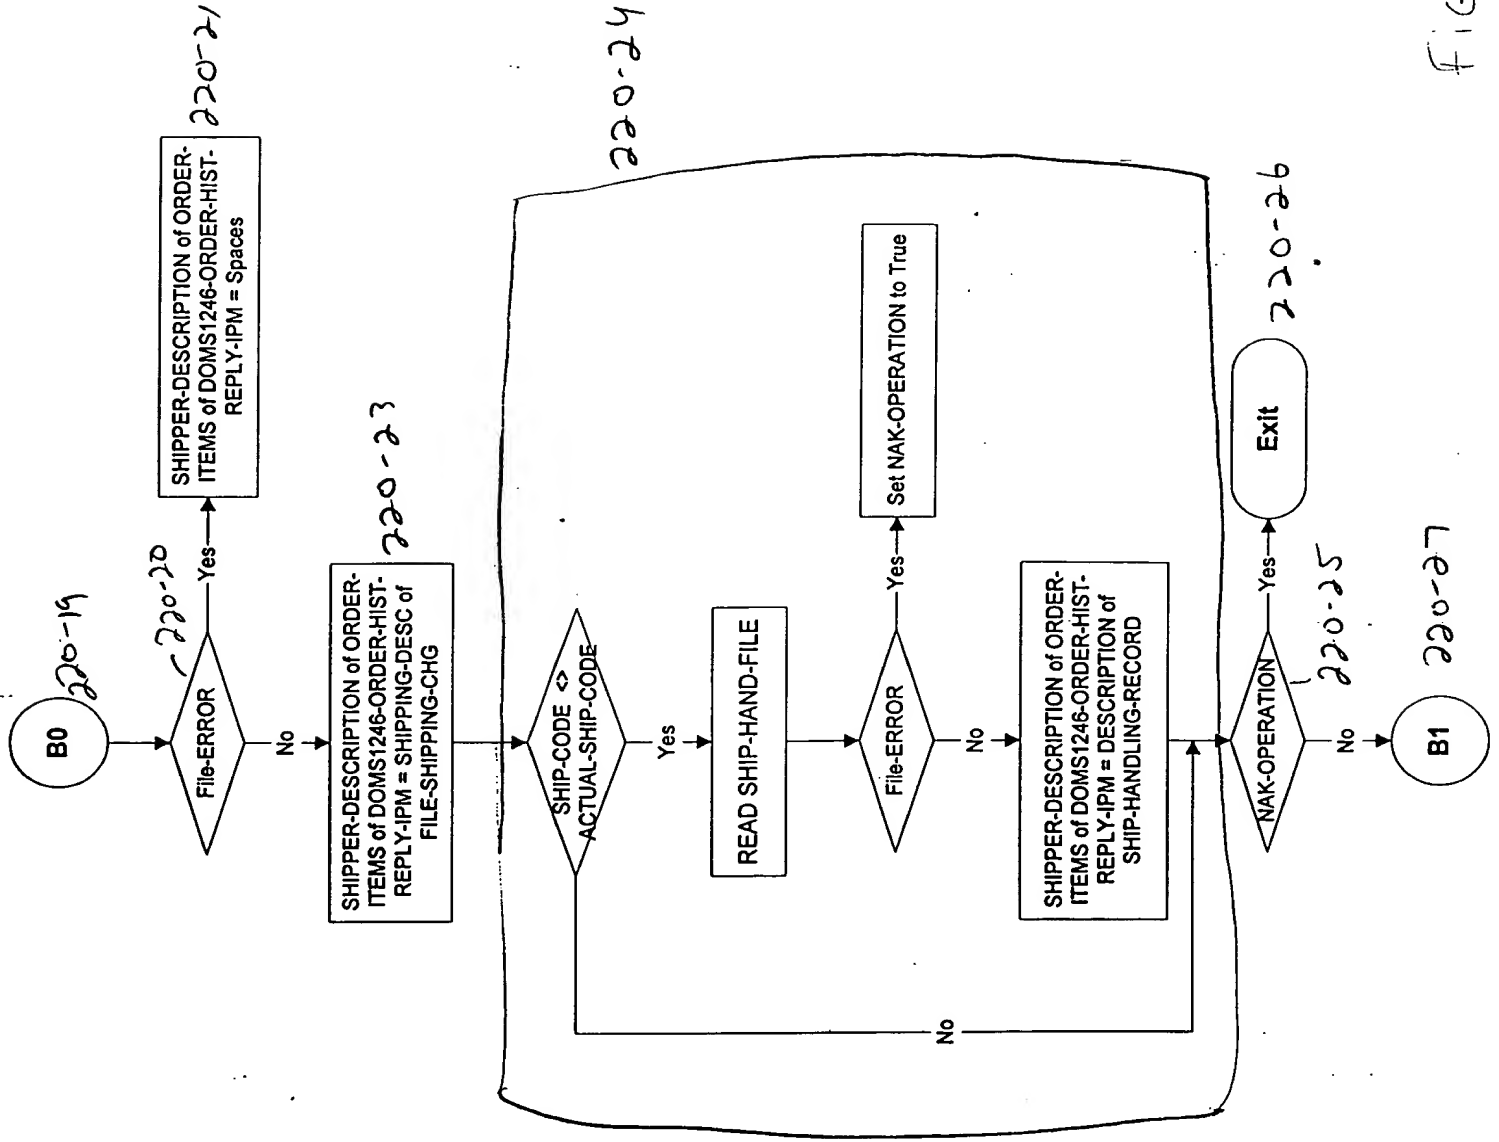 B0
220-19
File-ERROR
220-20
Yes
SHIPPER-DESCRIPTION of ORDER-
ITEMS of DOMS1246-ORDER-HIST-
REPLY-IPM = Spaces
220-21
No
SHIPPER-DESCRIPTION of ORDER-
ITEMS of DOMS1246-ORDER-HIST-
REPLY-IPM = SHIPPING-DESC of
FILE-SHIPPING-CHG
220-23
220-24
SHIP-CODE <>
ACTUAL-SHIP-CODE
Yes
READ SHIP-HAND-FILE
File-ERROR
Yes
Set NAK-OPERATION to True
No
SHIPPER-DESCRIPTION of ORDER-
ITEMS of DOMS1246-ORDER-HIST-
REPLY-IPM = DESCRIPTION of
SHIP-HANDLING-RECORD
No
NAK-OPERATION
220-25
Yes
Exit
220-26
No
B1
220-27